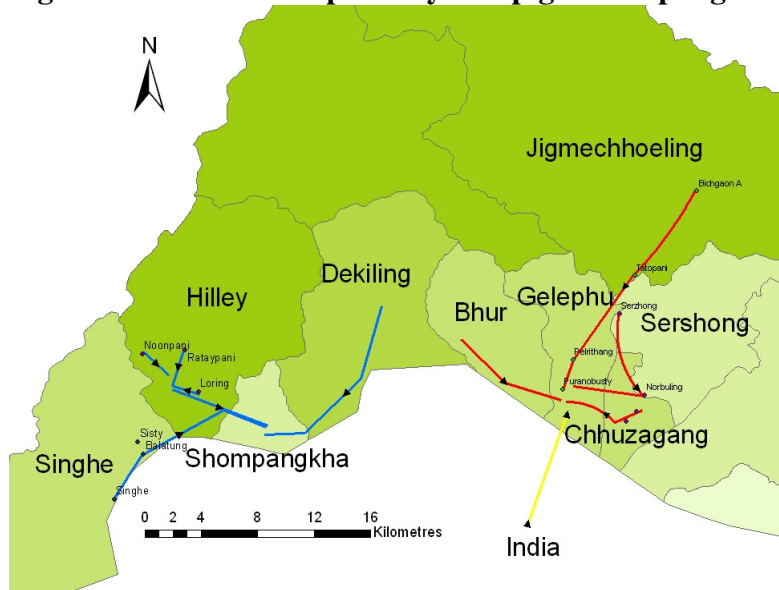 N
Jigmechhoeling
Bichgaon A
Dekiling
Tatopani
Gelephu
Hilley
Bhur
Serzhong
Sershong
Noonpani
Rataypani
Pelrithang
Loring
Puranobusty
Norbuling
Sisty
Balatung
Chhuzagang
Singhe
Shompangkha
Singhe
0 2 4 8 12 16
Kilometres
India